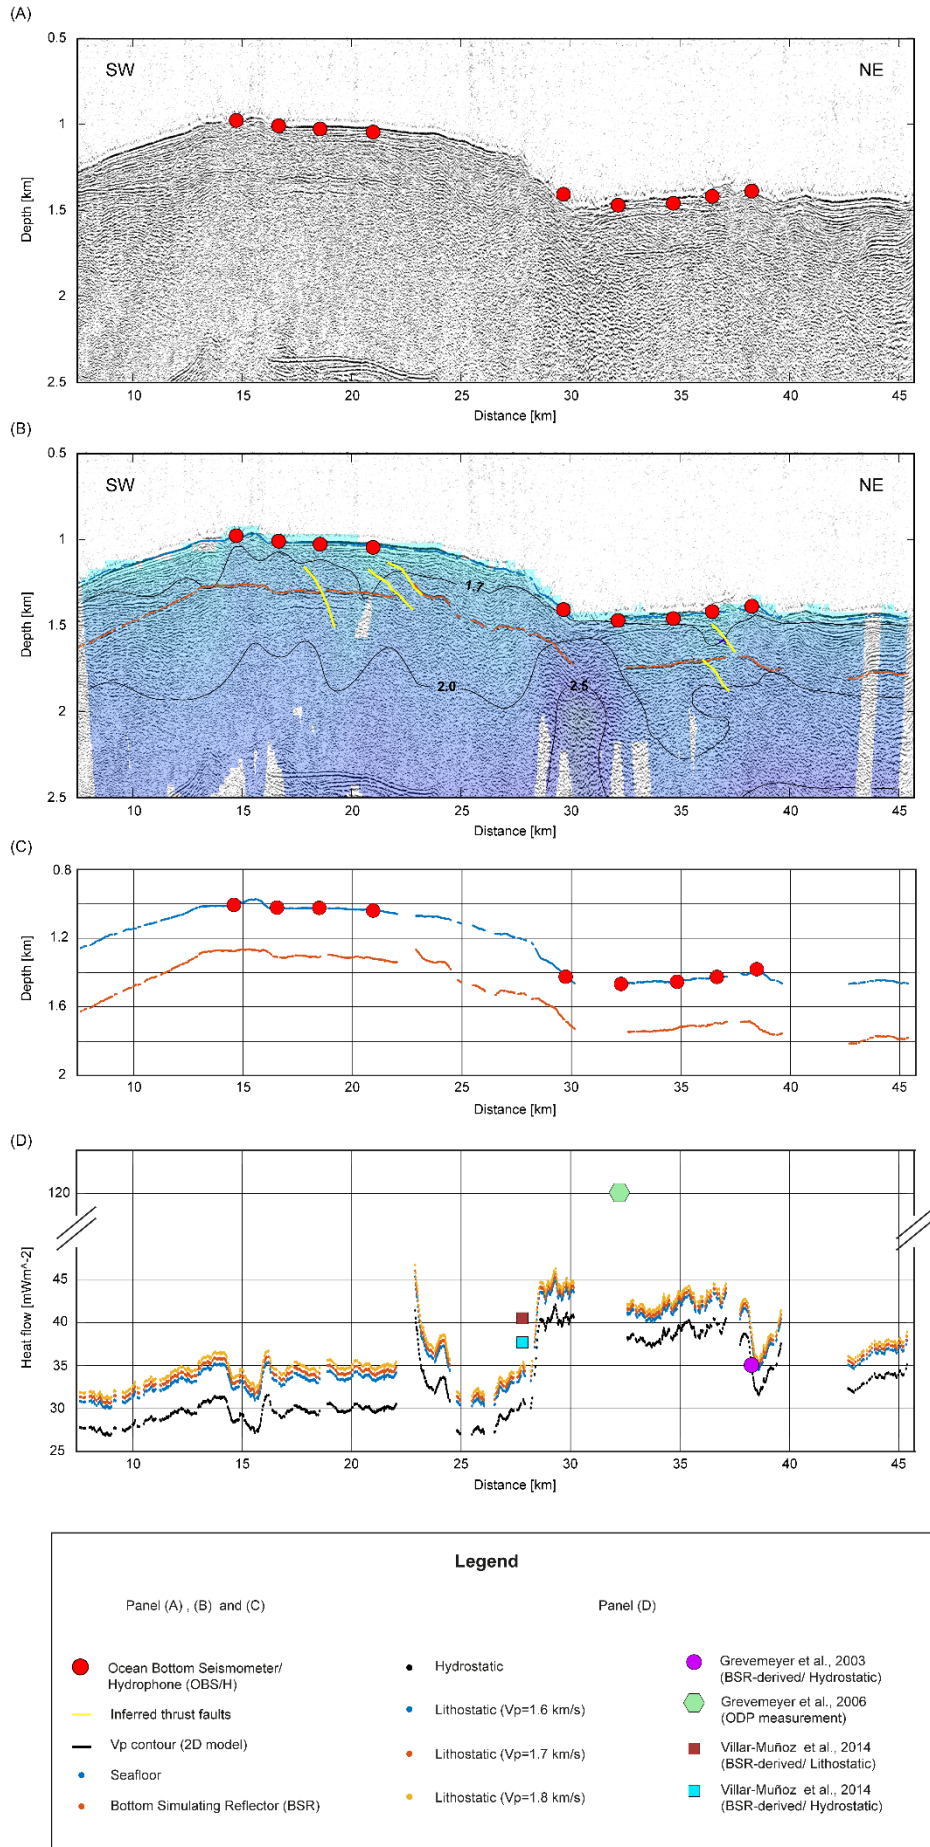 (A)
0.5
SW
NE
1
Depth [km]
1.5
2
2.5
10 15 20 25 30 35 40 45
Distance [km]
(B)
0.5
SW
NE
1
1.7
Depth [km]
1.5
2.0
2.5
2
2.5
10 15 20 25 30 35 40 45
Distance [km]
(C)
0.8
1.2
Depth [km]
1.6
2
10 15 20 25 30 35 40 45
Distance [km]
(D)
120
45
Heat flow [mWm^-2]
40
35
30
25
10 15 20 25 30 35 40 45
Distance [km]
Legend
Panel (A) , (B) and (C)
Ocean Bottom Seismometer/
Hydrophone (OBS/H)
Inferred thrust faults
Vp contour (2D model)
Seafloor
Bottom Simulating Reflector (BSR)
Panel (D)
Hydrostatic
Lithostatic (Vp=1.6 km/s)
Lithostatic (Vp=1.7 km/s)
Lithostatic (Vp=1.8 km/s)
Grevemeyer et al., 2003
(BSR-derived/ Hydrostatic)
Grevemeyer et al., 2006
(ODP measurement)
Villar-Muñoz et al., 2014
(BSR-derived/ Lithostatic)
Villar-Muñoz et al., 2014
(BSR-derived/ Hydrostatic)